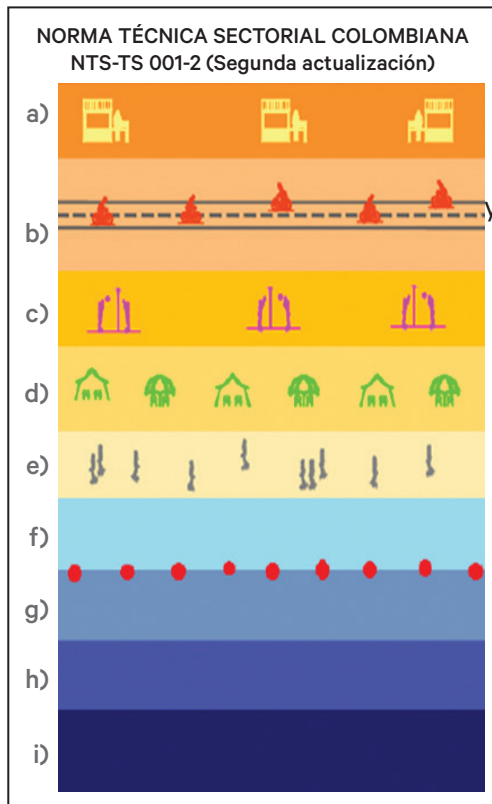 NORMA TÉCNICA SECTORIAL COLOMBIANA
NTS-TS 001-2 (Segunda actualización)
a)
b)
c)
d)
e)
f)
g)
h)
i)